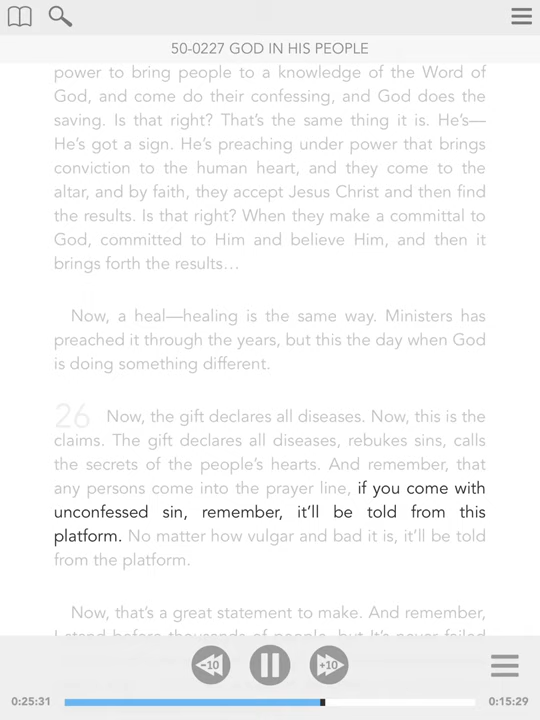 50-0227 GOD IN HIS PEOPLE
power to bring people to a knowledge of the Word of
God, and come do their confessing, and God does the
saving. Is that right? That's the same thing it is. He's—
He's got a sign. He's preaching under power that brings
conviction to the human heart, and they come to the
altar, and by faith, they accept Jesus Christ and then find
the results. Is that right? When they make a committal to
God, committed to Him and believe Him, and then it
brings forth the results…
Now, a heal—healing is the same way. Ministers has
preached it through the years, but this the day when God
is doing something different.
26 Now, the gift declares all diseases. Now, this is the
claims. The gift declares all diseases, rebukes sins, calls
the secrets of the people's hearts. And remember, that
any persons come into the prayer line, if you come with
unconfessed sin, remember, it'll be told from this
platform. No matter how vulgar and bad it is, it'll be told
from the platform.
Now, that's a great statement to make. And remember,
I stand before thousands of people, but It's never failed
-10 +10
0:25:31 0:15:29